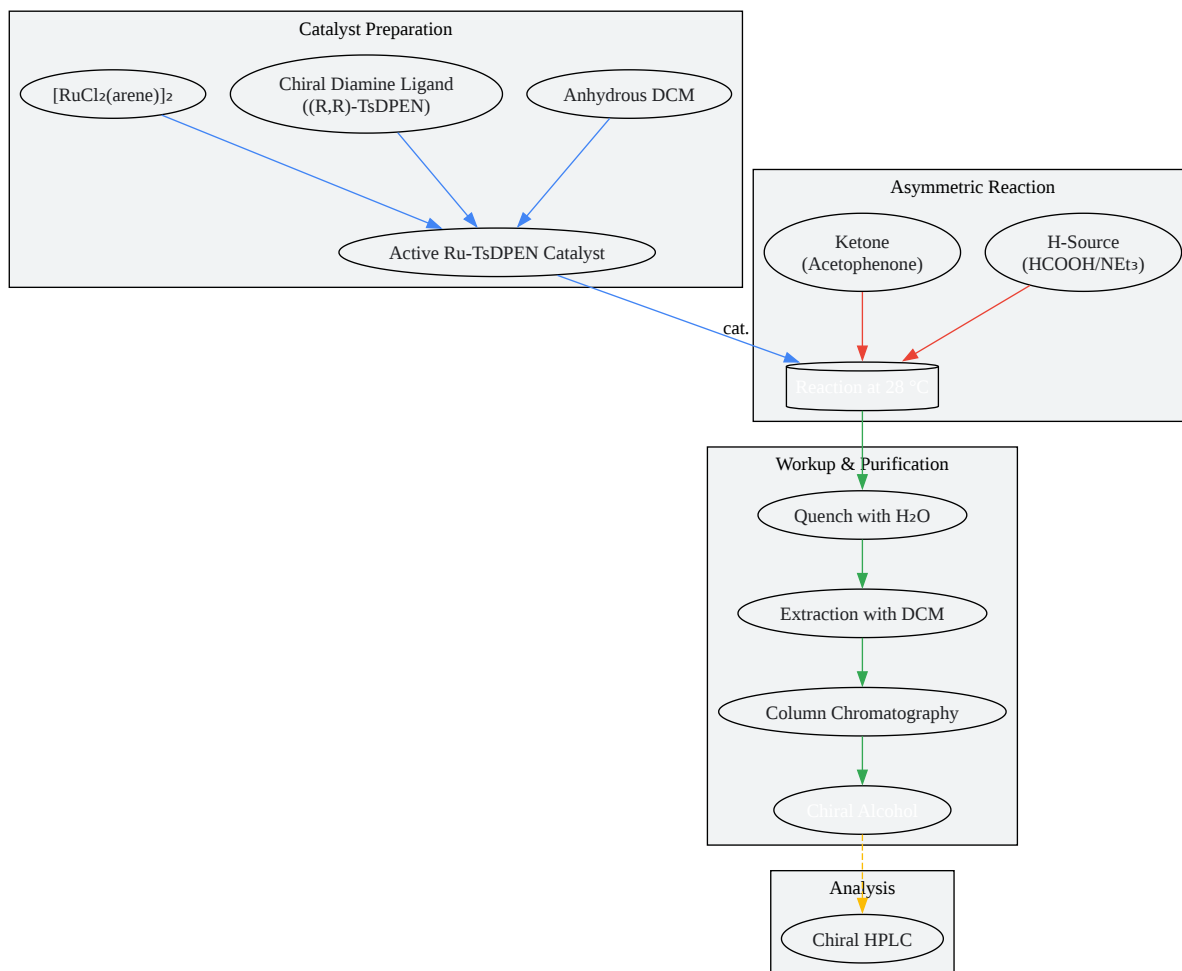 Catalyst Preparation
[RuCl₂(arene)]₂
Chiral Diamine Ligand
((R,R)-TsDPEN)
Anhydrous DCM
Active Ru-TsDPEN Catalyst
cat.
Asymmetric Reaction
Ketone
(Acetophenone)
H-Source
(HCOOH/NEt₃)
Reaction at 28 °C
Workup & Purification
Quench with H₂O
Extraction with DCM
Column Chromatography
Chiral Alcohol
Analysis
Chiral HPLC